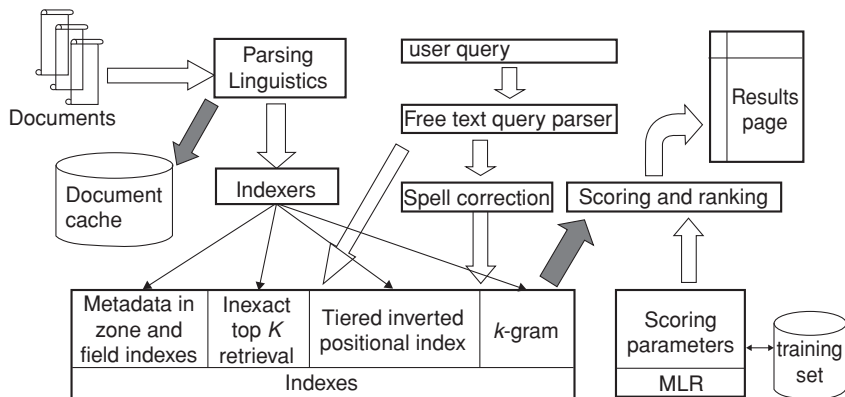 Documents
Parsing
Linguistics
user query
Results
page
Free text query parser
Document
cache
Indexers
Spell correction
Scoring and ranking
Metadata in
zone and
field indexes
Inexact
top K
retrieval
Tiered inverted
positional index
k-gram
Indexes
Scoring
parameters
MLR
training
set